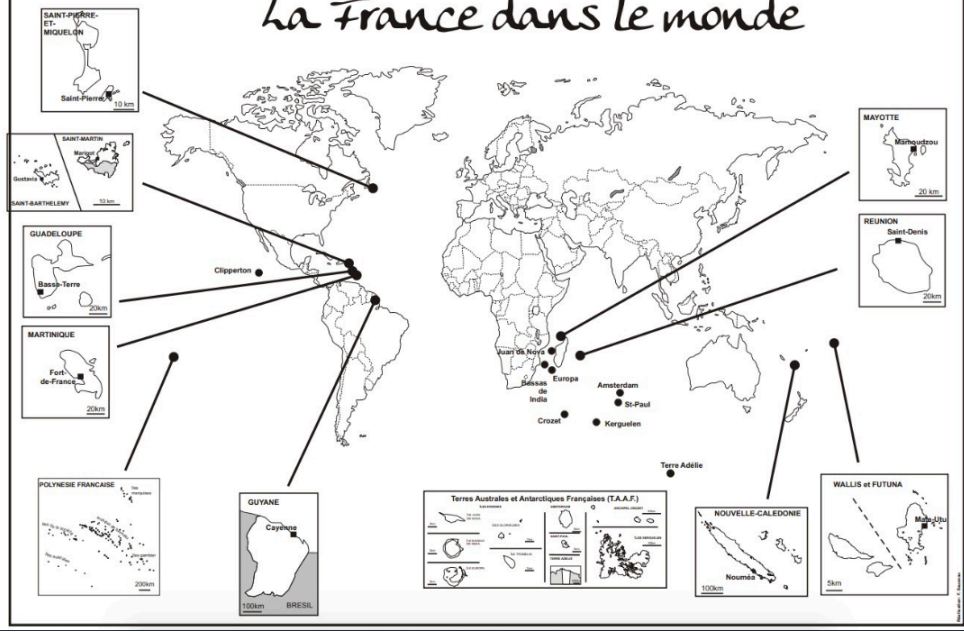 La France dans le monde
SAINT-PIERRE-
ET-
MIQUELON
Saint-Pierre
10 km
SAINT-MARTIN
Marigot
Gustavia
SAINT-BARTHELEMY
10 km
GUADELOUPE
Basse-Terre
20km
MARTINIQUE
Fort-
de-France
20km
Clipperton
MAYOTTE
Mamoudzou
20 km
REUNION
Saint-Denis
20km
Juan de Nova
Europa
Bassas
de
India
Amsterdam
St-Paul
Crozet
Kerguelen
Terre Adélie
POLYNESIE FRANCAISE
Iles
marquises
200km
GUYANE
Cayenne
100km
BRESIL
Terres Australes et Antarctiques Françaises (T.A.A.F.)
NOUVELLE-CALEDONIE
Nouméa
100km
WALLIS et FUTUNA
Mata-Utu
5km